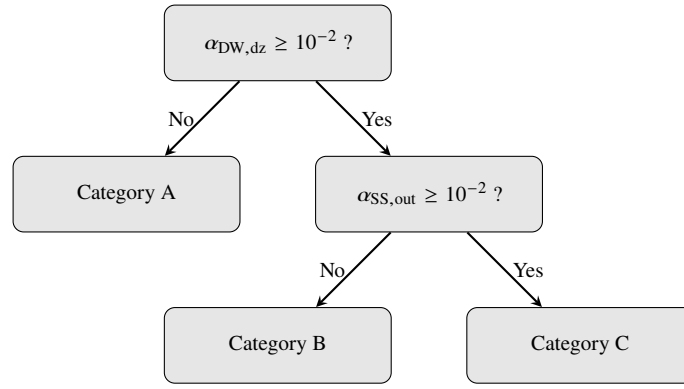 α_DW,dz ≥ 10⁻² ?
No
Yes
Category A
α_SS,out ≥ 10⁻² ?
No
Yes
Category B
Category C